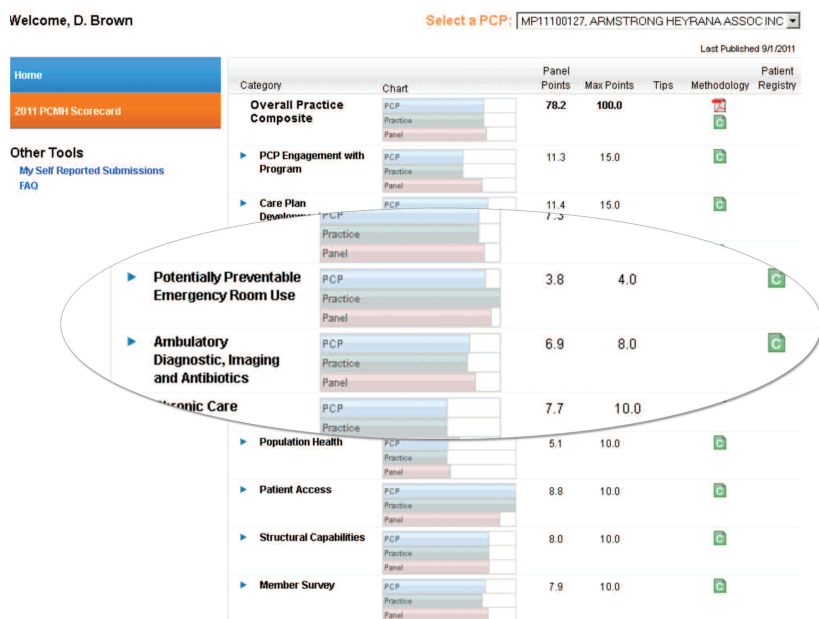 Welcome, D. Brown
Select a PCP: MP11100127, ARMSTRONG HEYRANA ASSOC INC
Last Published 9/1/2011
Home
2011 PCMH Scorecard
Other Tools
My Self Reported Submissions
FAQ
Category Chart Panel Points Max Points Tips Methodology Patient Registry
Overall Practice PCP 78.2 100.0
Composite Practice
Panel
PCP Engagement with PCP 11.3 15.0
Program Practice
Panel
Care Plan PCP 11.4 15.0
PCP 7.3
Practice
Panel
Potentially Preventable PCP 3.8 4.0
Emergency Room Use Practice
Panel
Ambulatory PCP 6.9 8.0
Diagnostic, Imaging Practice
and Antibiotics Panel
Chronic Care PCP 7.7 10.0
Practice
Population Health PCP 5.1 10.0
Practice
Panel
Patient Access PCP 8.8 10.0
Practice
Panel
Structural Capabilities PCP 8.0 10.0
Practice
Panel
Member Survey PCP 7.9 10.0
Practice
Panel